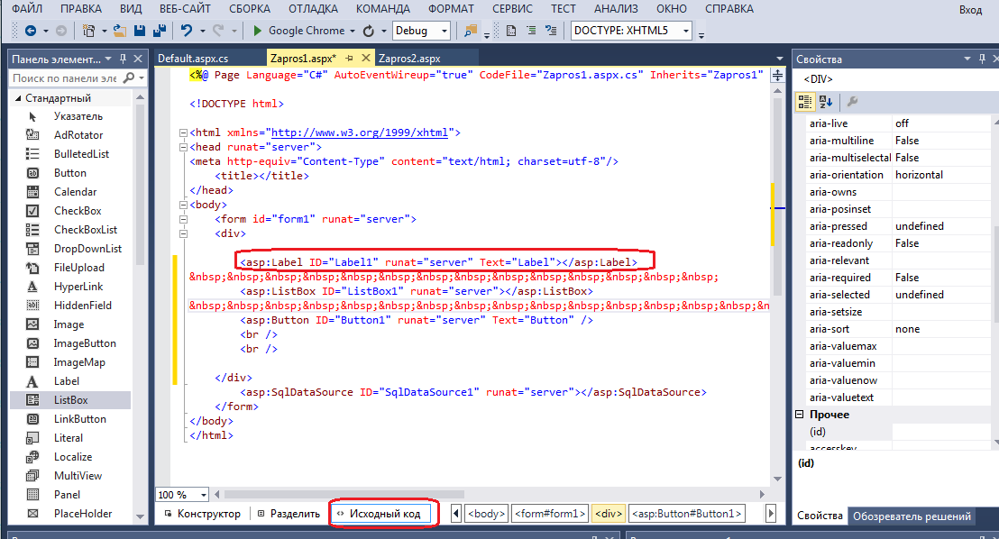 ФАЙЛ ПРАВКА ВИД ВЕБ-САЙТ СБОРКА ОТЛАДКА КОМАНДА ФОРМАТ СЕРВИС ТЕСТ АНАЛИЗ ОКНО СПРАВКА Вход
Google Chrome Debug DOCTYPE: XHTML5
Панель элемент...
Поиск по панели эле
Стандартный
Указатель
AdRotator
BulletedList
Button
Calendar
CheckBox
CheckBoxList
DropDownList
FileUpload
HyperLink
HiddenField
Image
ImageButton
ImageMap
Label
ListBox
LinkButton
Literal
Localize
MultiView
Panel
PlaceHolder
Default.aspx.cs Zapros1.aspx* Zapros2.aspx
<%@ Page Language="C#" AutoEventWireup="true" CodeFile="Zapros1.aspx.cs" Inherits="Zapros1"
<!DOCTYPE html>
<html xmlns="http://www.w3.org/1999/xhtml">
<head runat="server">
<meta http-equiv="Content-Type" content="text/html; charset=utf-8"/>
<title></title>
</head>
<body>
<form id="form1" runat="server">
<div>
<asp:Label ID="Label1" runat="server" Text="Label"></asp:Label>
&nbsp;&nbsp;&nbsp;&nbsp;&nbsp;&nbsp;&nbsp;&nbsp;&nbsp;&nbsp;&nbsp;&nbsp;&nbsp;&nbsp;
<asp:ListBox ID="ListBox1" runat="server"></asp:ListBox>
&nbsp;&nbsp;&nbsp;&nbsp;&nbsp;&nbsp;&nbsp;&nbsp;&nbsp;&nbsp;&nbsp;&nbsp;&nbsp;&nbsp;&nbsp;&n
<asp:Button ID="Button1" runat="server" Text="Button" />
<br />
<br />
</div>
<asp:SqlDataSource ID="SqlDataSource1" runat="server"></asp:SqlDataSource>
</form>
</body>
</html>
100 %
Конструктор Разделить Исходный код <body> <form#form1> <div> <asp:Button#Button1>
Свойства
<DIV>
aria-live off
aria-multiline False
aria-multiselectal False
aria-orientation horizontal
aria-owns
aria-posinset
aria-pressed undefined
aria-readonly False
aria-relevant
aria-required False
aria-selected undefined
aria-setsize
aria-sort none
aria-valuemax
aria-valuemin
aria-valuenow
aria-valuetext
Прочее
(id)
accesskey
(id)
Свойства Обозреватель решений